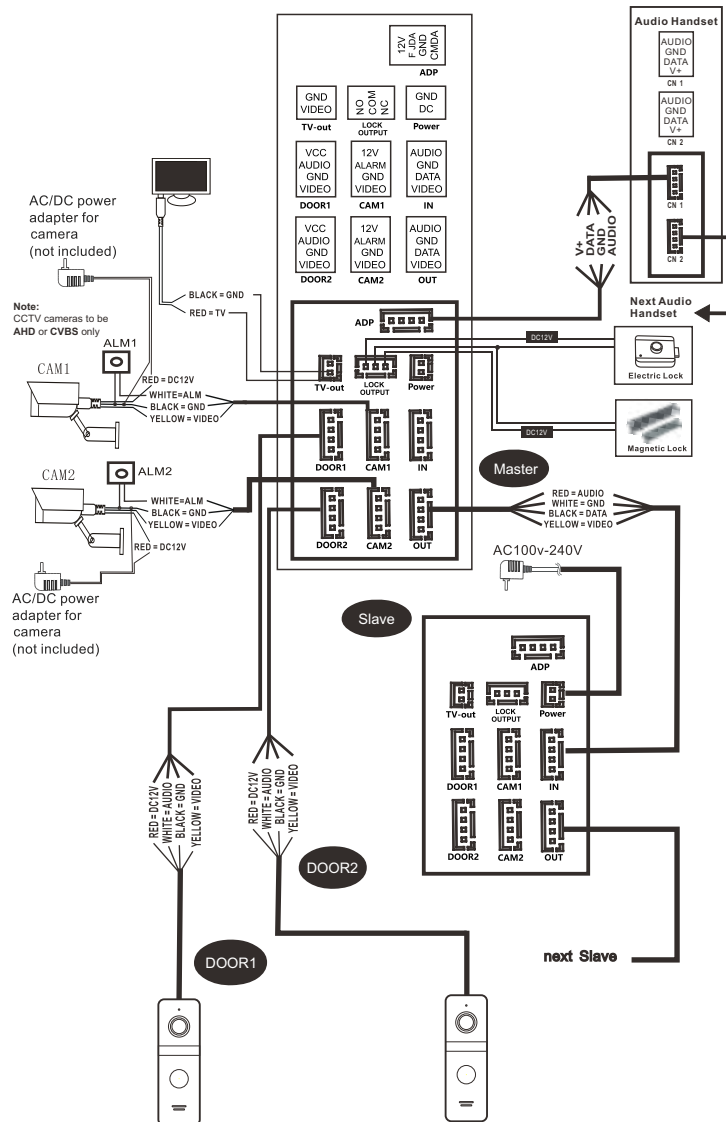 12V
FJDA
GND
CMDA
ADP
GND
VIDEO
TV-out
NO
COM
NC
LOCK
OUTPUT
GND
DC
Power
VCC
AUDIO
GND
VIDEO
DOOR1
12V
ALARM
GND
VIDEO
CAM1
AUDIO
GND
DATA
VIDEO
IN
VCC
AUDIO
GND
VIDEO
DOOR2
12V
ALARM
GND
VIDEO
CAM2
AUDIO
GND
DATA
VIDEO
OUT
Audio Handset
AUDIO
GND
DATA
V+
CN 1
AUDIO
GND
DATA
V+
CN 2
CN 1
CN 2
V+
DATA
GND
AUDIO
Next Audio
Handset
AC/DC power
adapter for
camera
(not included)
Note:
CCTV cameras to be
AHD or CVBS only
BLACK = GND
RED = TV
ADP
TV-out
LOCK
OUTPUT
Power
DOOR1
CAM1
IN
DOOR2
CAM2
OUT
DC12V
Electric Lock
DC12V
Magnetic Lock
ALM1
CAM1
RED = DC12V
WHITE=ALM
BLACK = GND
YELLOW = VIDEO
CAM2
ALM2
WHITE=ALM
BLACK = GND
YELLOW = VIDEO
RED = DC12V
AC/DC power
adapter for
camera
(not included)
Master
RED = AUDIO
WHITE = GND
BLACK = DATA
YELLOW = VIDEO
AC100v-240V
Slave
ADP
TV-out
LOCK
OUTPUT
Power
DOOR1
CAM1
IN
DOOR2
CAM2
OUT
next Slave
RED = DC12V
WHITE = AUDIO
BLACK = GND
YELLOW = VIDEO
RED = DC12V
WHITE = AUDIO
BLACK = GND
YELLOW = VIDEO
DOOR2
DOOR1